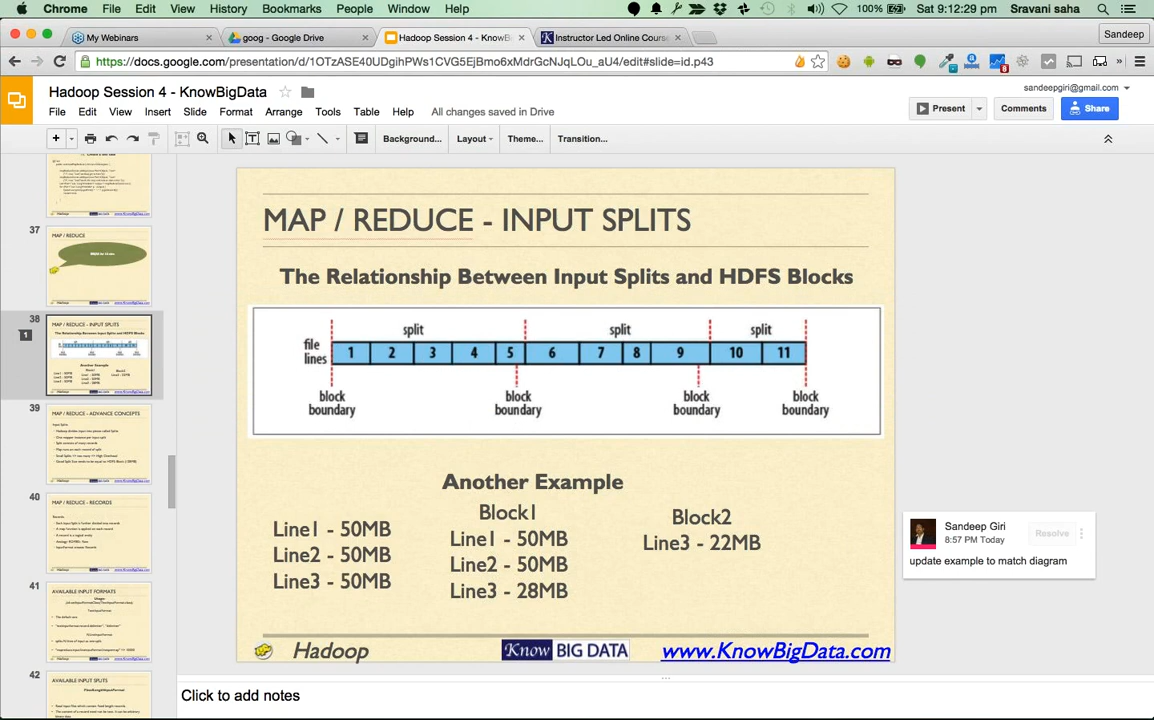 Chrome File Edit View History Bookmarks People Window Help 100% Sat 9:12:29 pm Sravani saha
My Webinars goog - Google Drive Hadoop Session 4 - KnowB Instructor Led Online Cours Sandeep
https://docs.google.com/presentation/d/1OTzASE40UDgihPWs1CVG5EjBmo6xMdrGcNJqLOu_aU4/edit#slide=id.p43
Hadoop Session 4 - KnowBigData
sandeepgiri@gmail.com
File Edit View Insert Slide Format Arrange Tools Table Help All changes saved in Drive
Present Comments Share
Background... Layout Theme... Transition...
37
MAP / REDUCE
38
1
MAP / REDUCE - INPUT SPLITS
39
MAP / REDUCE - ADVANCE CONCEPTS
40
MAP / REDUCE - RECORDS
41
AVAILABLE INPUT FORMATS
42
AVAILABLE INPUT SPLITS
MAP / REDUCE - INPUT SPLITS
The Relationship Between Input Splits and HDFS Blocks
split split split
file lines
1 2 3 4 5 6 7 8 9 10 11
block boundary block boundary block boundary block boundary
Another Example
Line1 - 50MB
Line2 - 50MB
Line3 - 50MB
Block1
Line1 - 50MB
Line2 - 50MB
Line3 - 28MB
Block2
Line3 - 22MB
Hadoop Know BIG DATA www.KnowBigData.com
Sandeep Giri
8:57 PM Today
Resolve
update example to match diagram
Click to add notes